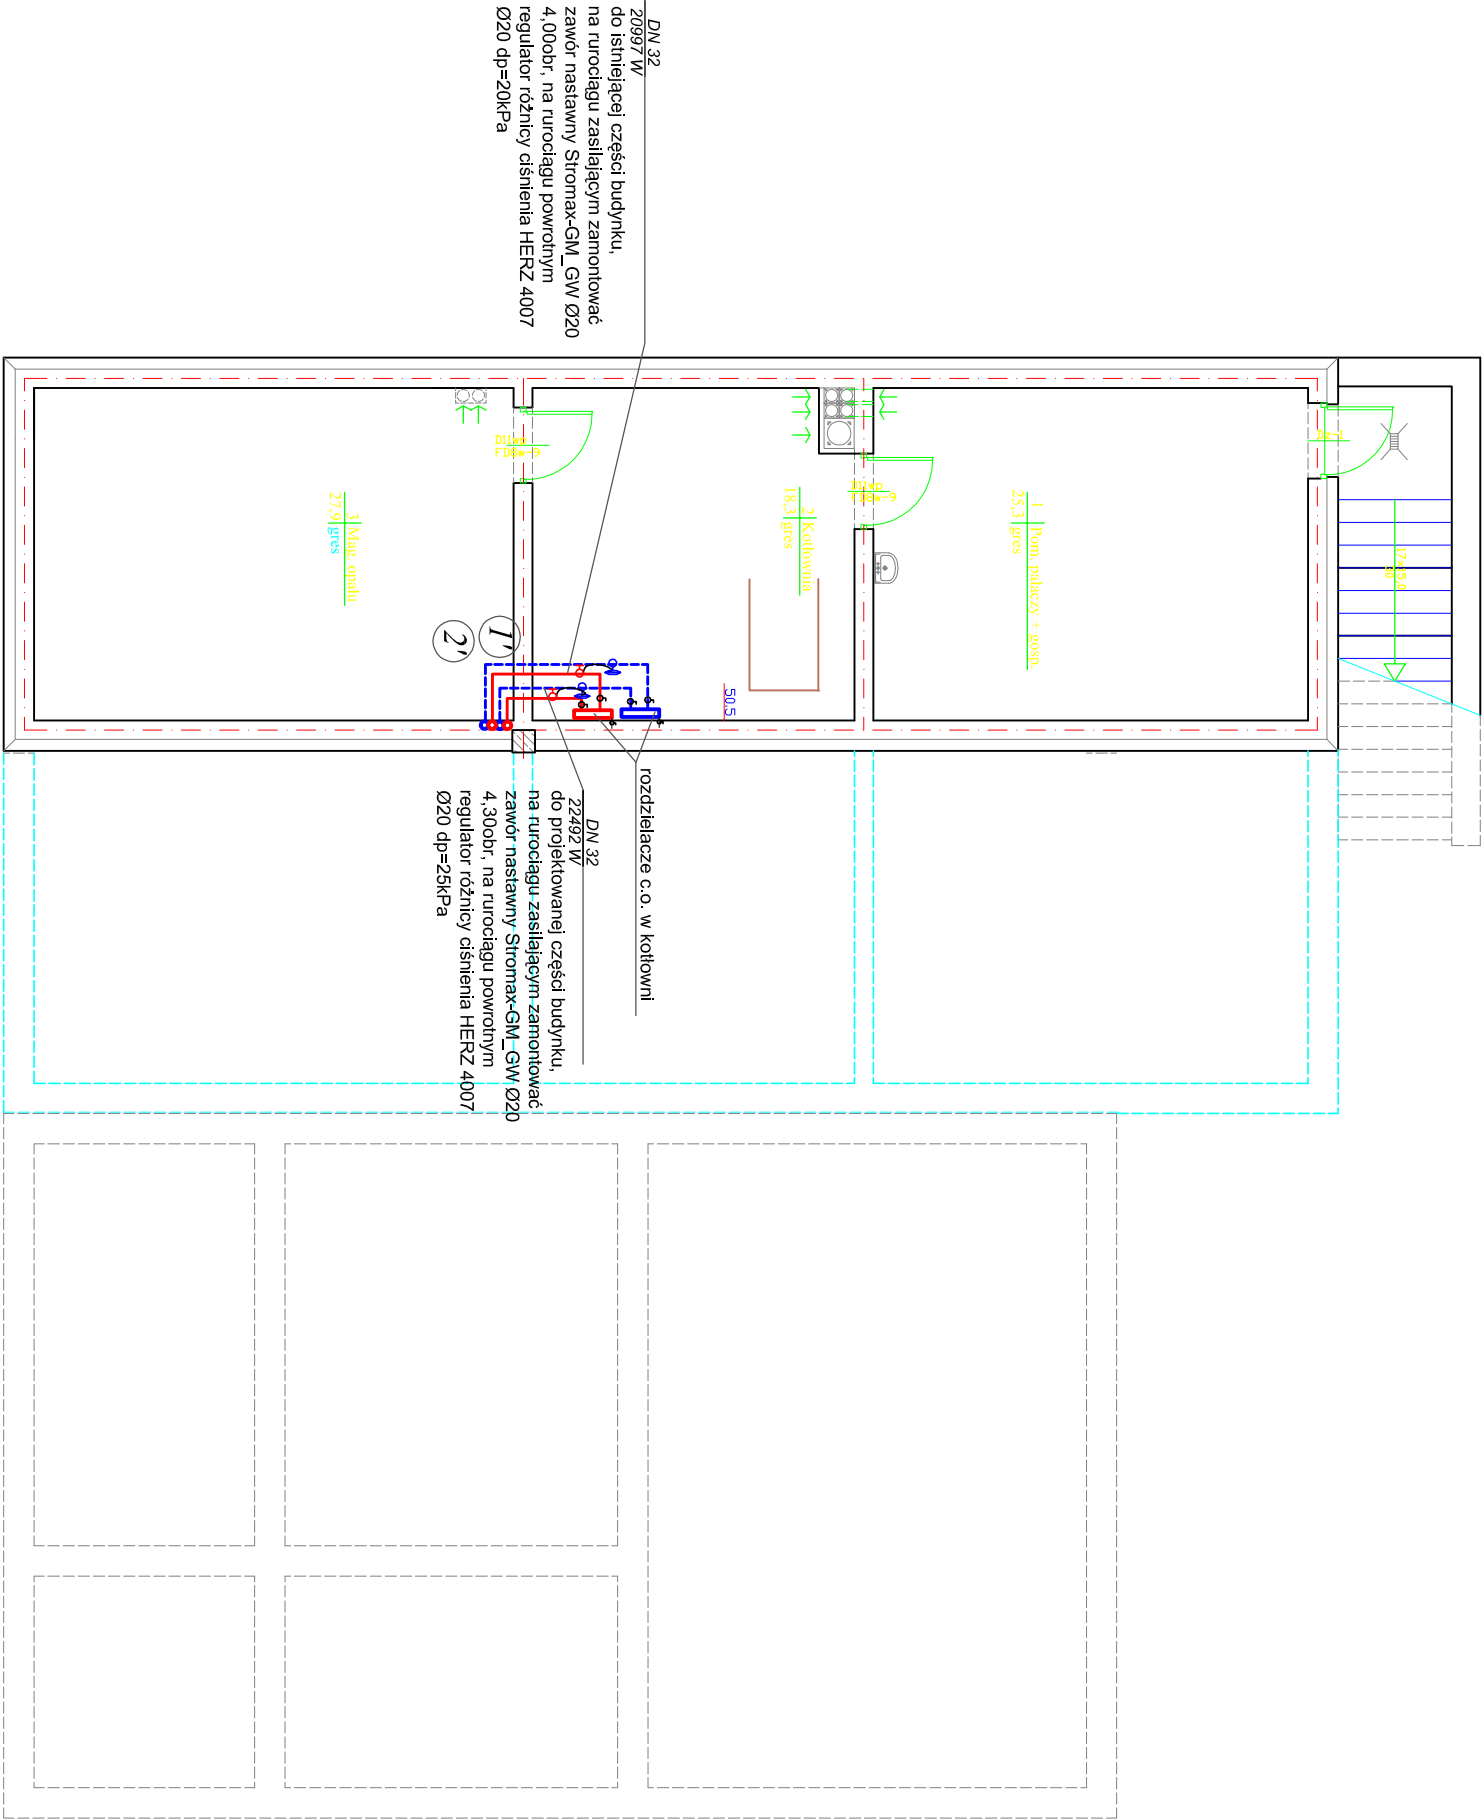 DN 32
20997 W
do istniejącej części budynku,
na rurociągu zasilającym zamontować
zawór nastawny Stromax-GM_GW Ø20
4,00obr, na rurociągu powrotnym
regulator różnicy ciśnienia HERZ 4007
Ø20 dp=20kPa
1 Pom. palaczy + gosp.
25,3 gres
2 Kotłownia
18,3 gres
3 Mag. opału
27,9 gres
50.5
1'
2'
rozdzielacze c.o. w kotłowni
DN 32
22492 W
do projektowanej części budynku,
na rurociągu zasilającym zamontować
zawór nastawny Stromax-GM_GW Ø20
4,30obr, na rurociągu powrotnym
regulator różnicy ciśnienia HERZ 4007
Ø20 dp=25kPa